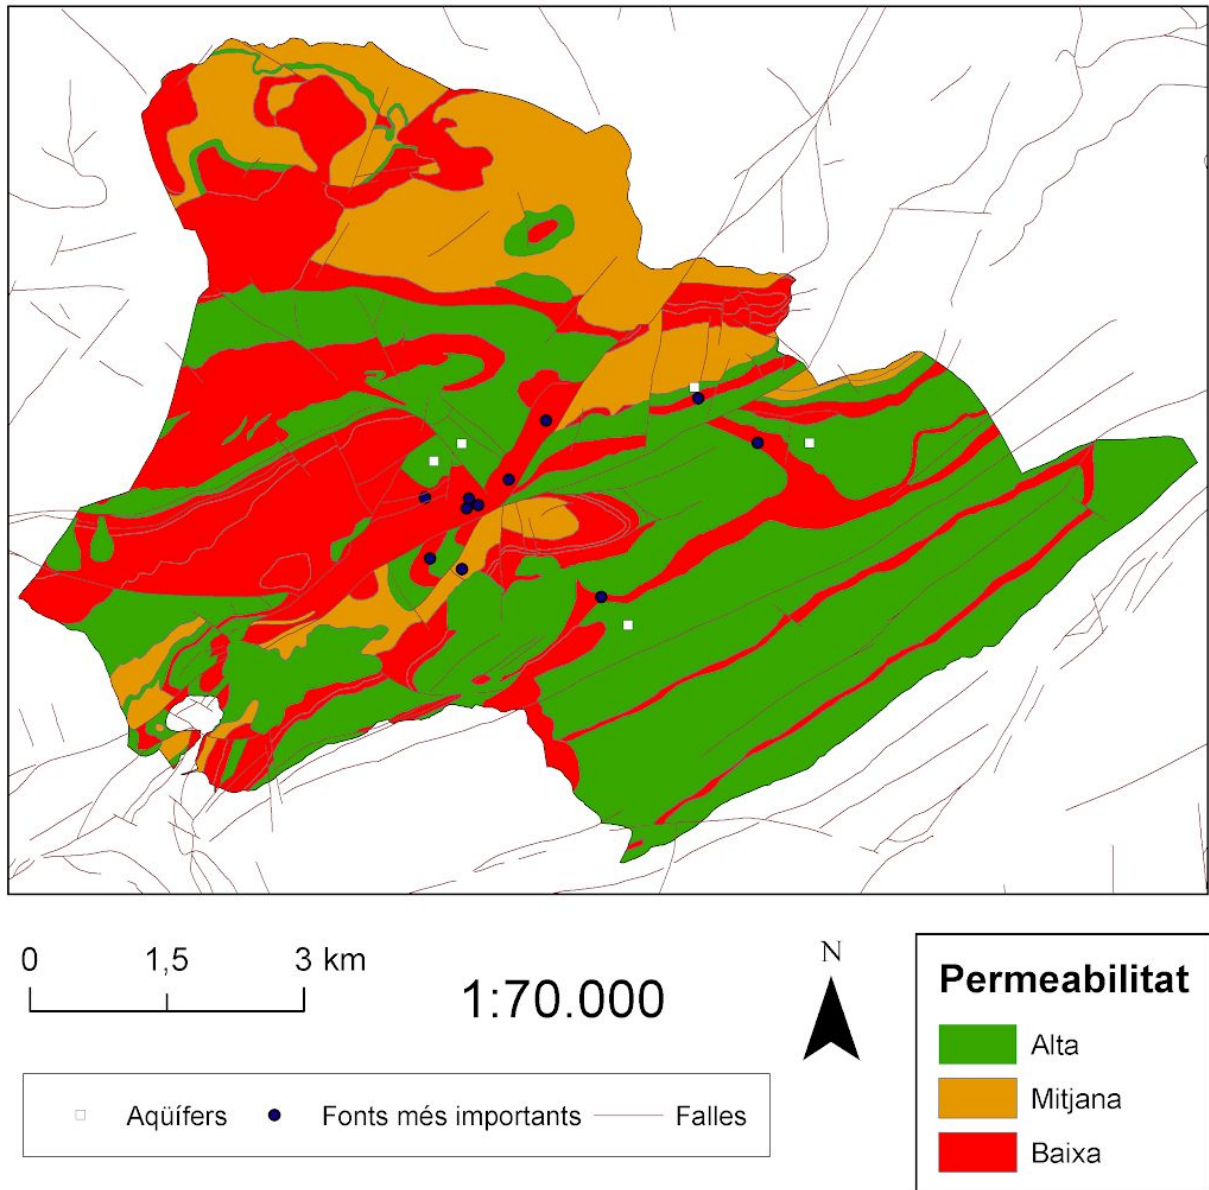 0 1,5 3 km
1:70.000
N
Permeabilitat
Alta
Mitjana
Baixa
Aqüífers Fonts més importants Falles